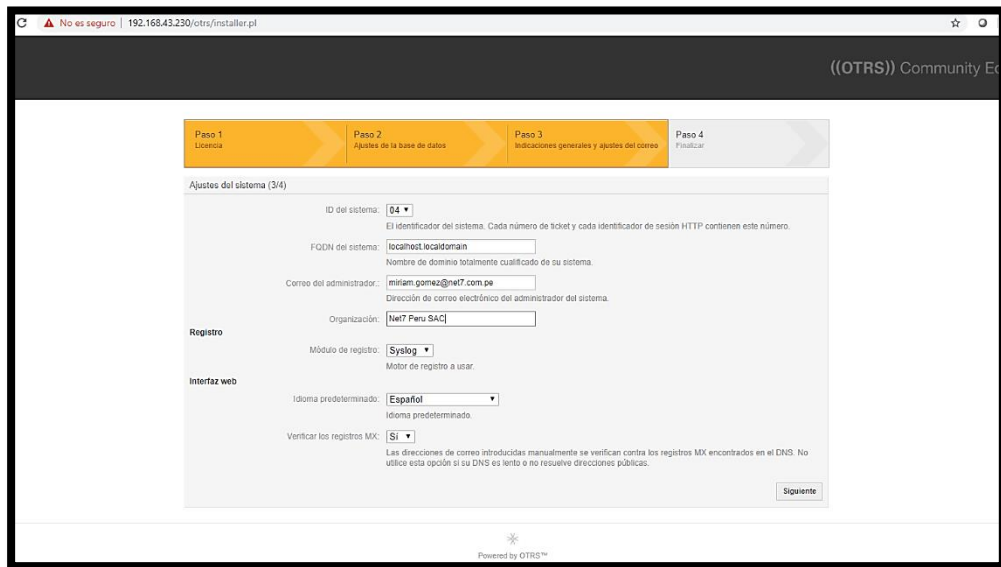 No es seguro | 192.168.43.230/otrs/installer.pl
((OTRS)) Community Ed
Paso 1
Licencia
Paso 2
Ajustes de la base de datos
Paso 3
Indicaciones generales y ajustes del correo
Paso 4
Finalizar
Ajustes del sistema (3/4)
ID del sistema: 04
El identificador del sistema. Cada número de ticket y cada identificador de sesión HTTP contienen este número.
FQDN del sistema: localhost.localdomain
Nombre de dominio totalmente cualificado de su sistema.
Correo del administrador.: miriam.gomez@net7.com.pe
Dirección de correo electrónico del administrador del sistema.
Organización: Net7 Peru SAC
Registro
Módulo de registro: Syslog
Motor de registro a usar.
Interfaz web
Idioma predeterminado: Español
Idioma predeterminado.
Verificar los registros MX: Sí
Las direcciones de correo introducidas manualmente se verifican contra los registros MX encontrados en el DNS. No
utilice esta opción si su DNS es lento o no resuelve direcciones públicas.
Siguiente
Powered by OTRS™